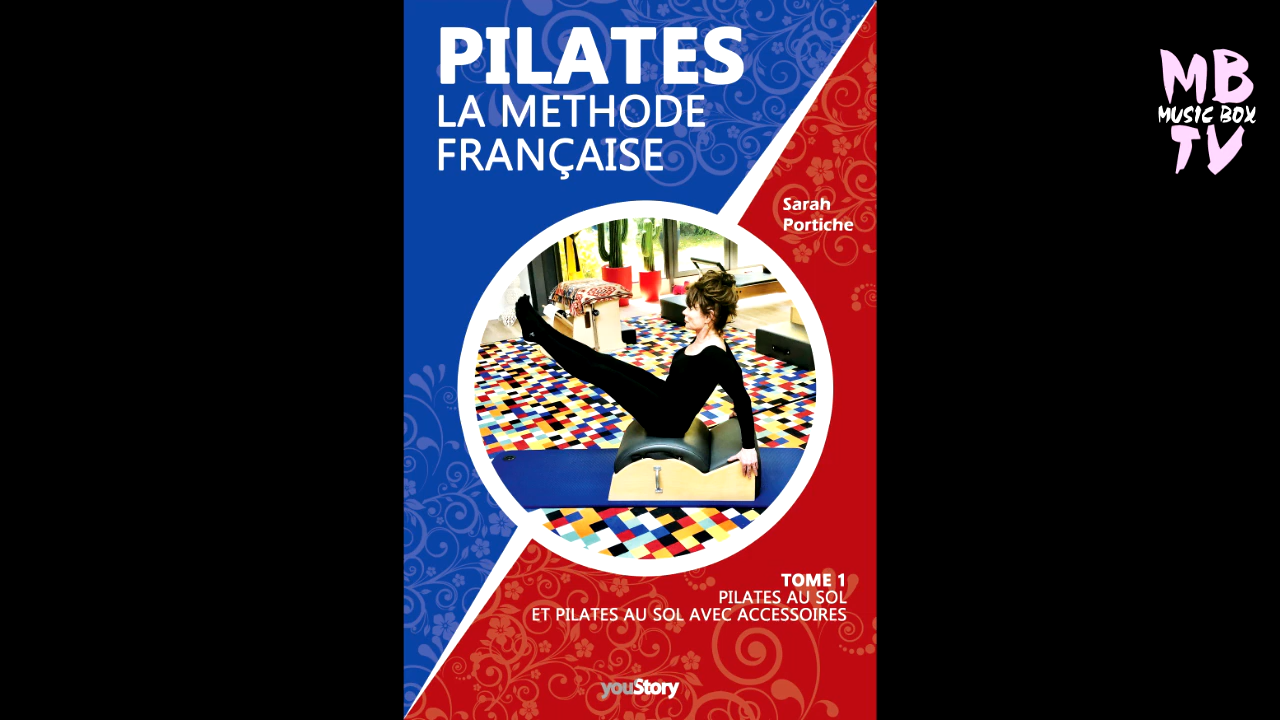 PILATES
LA METHODE
FRANÇAISE
Sarah
Portiche
TOME 1
PILATES AU SOL
ET PILATES AU SOL AVEC ACCESSOIRES
youStory
MB
MUSIC BOX
TV